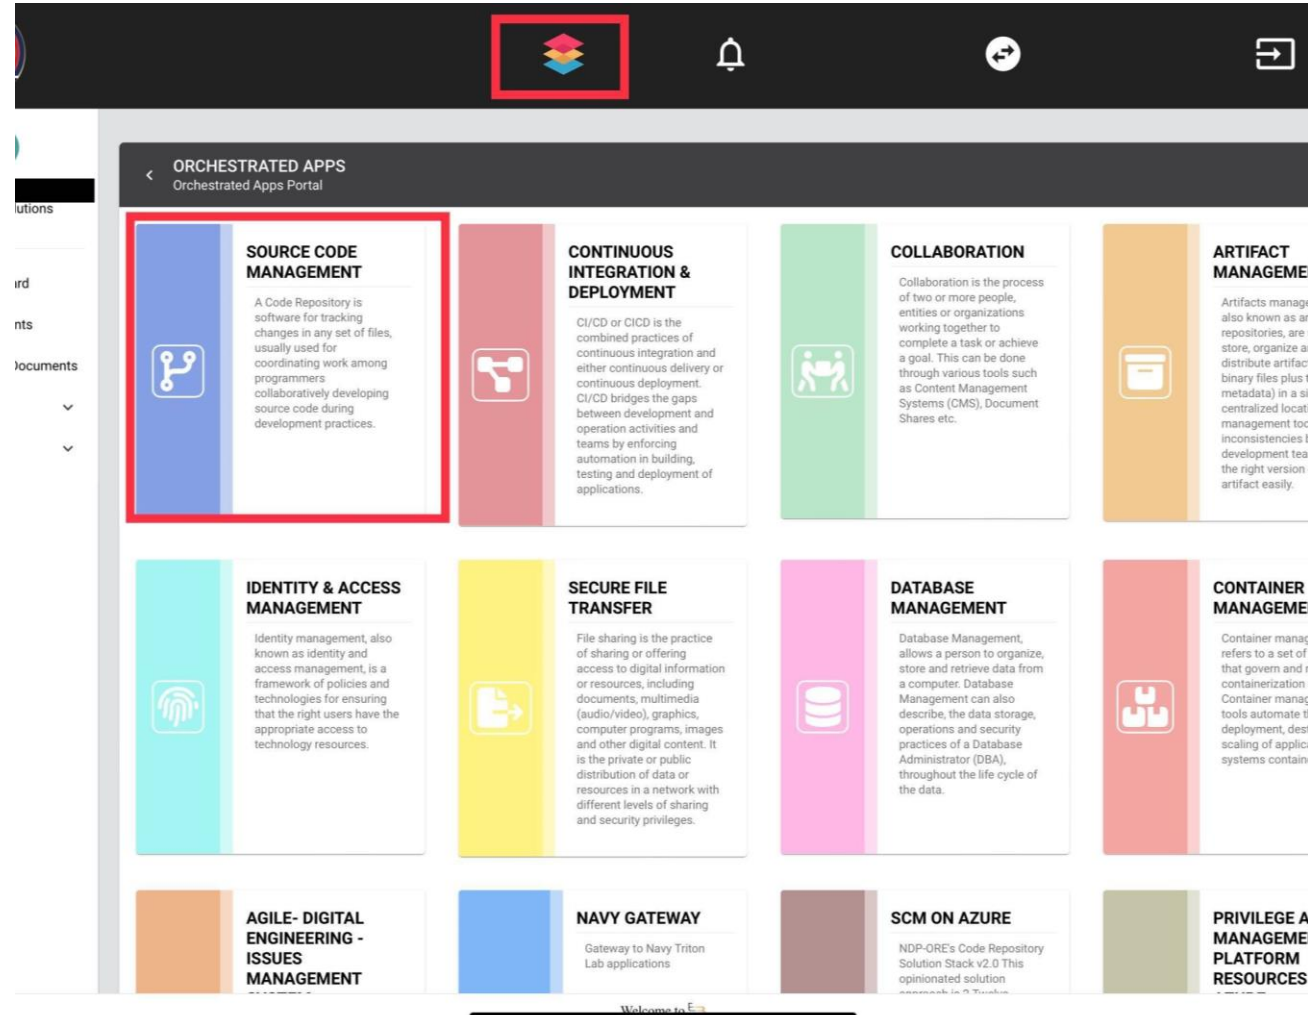 ORCHESTRATED APPS
Orchestrated Apps Portal
lutions
ard
nts
Documents
SOURCE CODE
MANAGEMENT
A Code Repository is
software for tracking
changes in any set of files,
usually used for
coordinating work among
programmers
collaboratively developing
source code during
development practices.
CONTINUOUS
INTEGRATION &
DEPLOYMENT
CI/CD or CICD is the
combined practices of
continuous integration and
either continuous delivery or
continuous deployment.
CI/CD bridges the gaps
between development and
operation activities and
teams by enforcing
automation in building,
testing and deployment of
applications.
COLLABORATION
Collaboration is the process
of two or more people,
entities or organizations
working together to
complete a task or achieve
a goal. This can be done
through various tools such
as Content Management
Systems (CMS), Document
Shares etc.
ARTIFACT
MANAGEME
Artifacts manage
also known as ar
repositories, are
store, organize a
distribute artifac
binary files plus t
metadata) in a si
centralized locati
management too
inconsistencies b
development tea
the right version
artifact easily.
IDENTITY & ACCESS
MANAGEMENT
Identity management, also
known as identity and
access management, is a
framework of policies and
technologies for ensuring
that the right users have the
appropriate access to
technology resources.
SECURE FILE
TRANSFER
File sharing is the practice
of sharing or offering
access to digital information
or resources, including
documents, multimedia
(audio/video), graphics,
computer programs, images
and other digital content. It
is the private or public
distribution of data or
resources in a network with
different levels of sharing
and security privileges.
DATABASE
MANAGEMENT
Database Management,
allows a person to organize,
store and retrieve data from
a computer. Database
Management can also
describe, the data storage,
operations and security
practices of a Database
Administrator (DBA),
throughout the life cycle of
the data.
CONTAINER
MANAGEME
Container manag
refers to a set of
that govern and
containerization
Container manag
tools automate t
deployment, dest
scaling of applica
systems contain
AGILE- DIGITAL
ENGINEERING -
ISSUES
MANAGEMENT
NAVY GATEWAY
Gateway to Navy Triton
Lab applications
SCM ON AZURE
NDP-ORE's Code Repository
Solution Stack v2.0 This
opinionated solution
PRIVILEGE A
MANAGEME
PLATFORM
RESOURCES
Welcome to